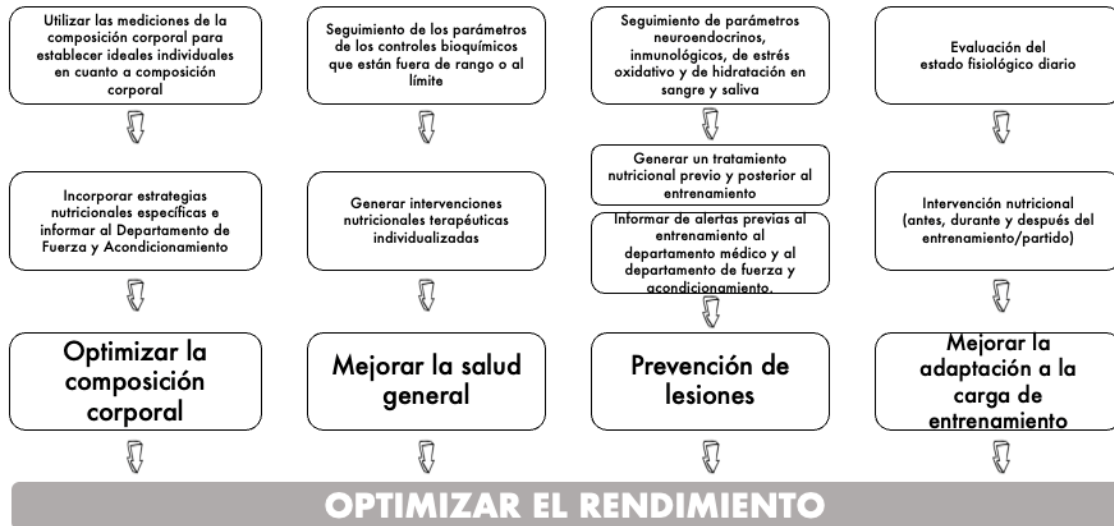 Utilizar las mediciones de la
composición corporal para
establecer ideales individuales
en cuanto a composición
corporal
Seguimiento de los parámetros
de los controles bioquímicos
que están fuera de rango o al
límite
Seguimiento de parámetros
neuroendocrinos,
inmunológicos, de estrés
oxidativo y de hidratación en
sangre y saliva
Evaluación del
estado fisiológico diario
Incorporar estrategias
nutricionales específicas e
informar al Departamento de
Fuerza y Acondicionamiento
Generar intervenciones
nutricionales terapéuticas
individualizadas
Generar un tratamiento
nutricional previo y posterior al
entrenamiento
Informar de alertas previas al
entrenamiento al
departamento médico y al
departamento de fuerza y
acondicionamiento.
Intervención nutricional
(antes, durante y después del
entrenamiento/partido)
Optimizar la
composición
corporal
Mejorar la salud
general
Prevención de
lesiones
Mejorar la
adaptación a la
carga de
entrenamiento
OPTIMIZAR EL RENDIMIENTO